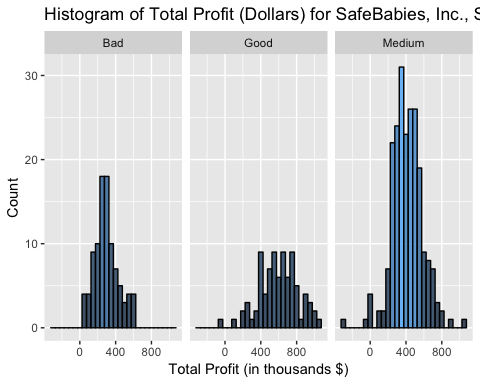 Histogram of Total Profit (Dollars) for SafeBabies, Inc., S
Bad
Good
Medium
30
20
10
0
Count
0 400 800
0 400 800
0 400 800
Total Profit (in thousands $)